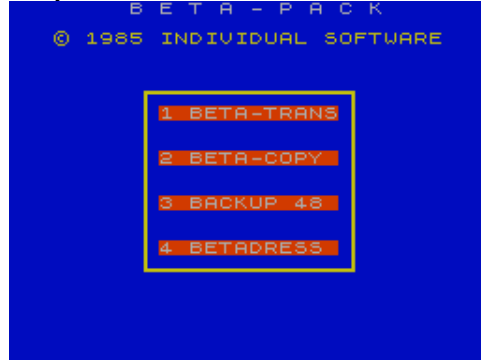 B E T A - P A C K
© 1985 INDIVIDUAL SOFTWARE
1 BETA-TRANS
2 BETA-COPY
3 BACKUP 48
4 BETADRESS